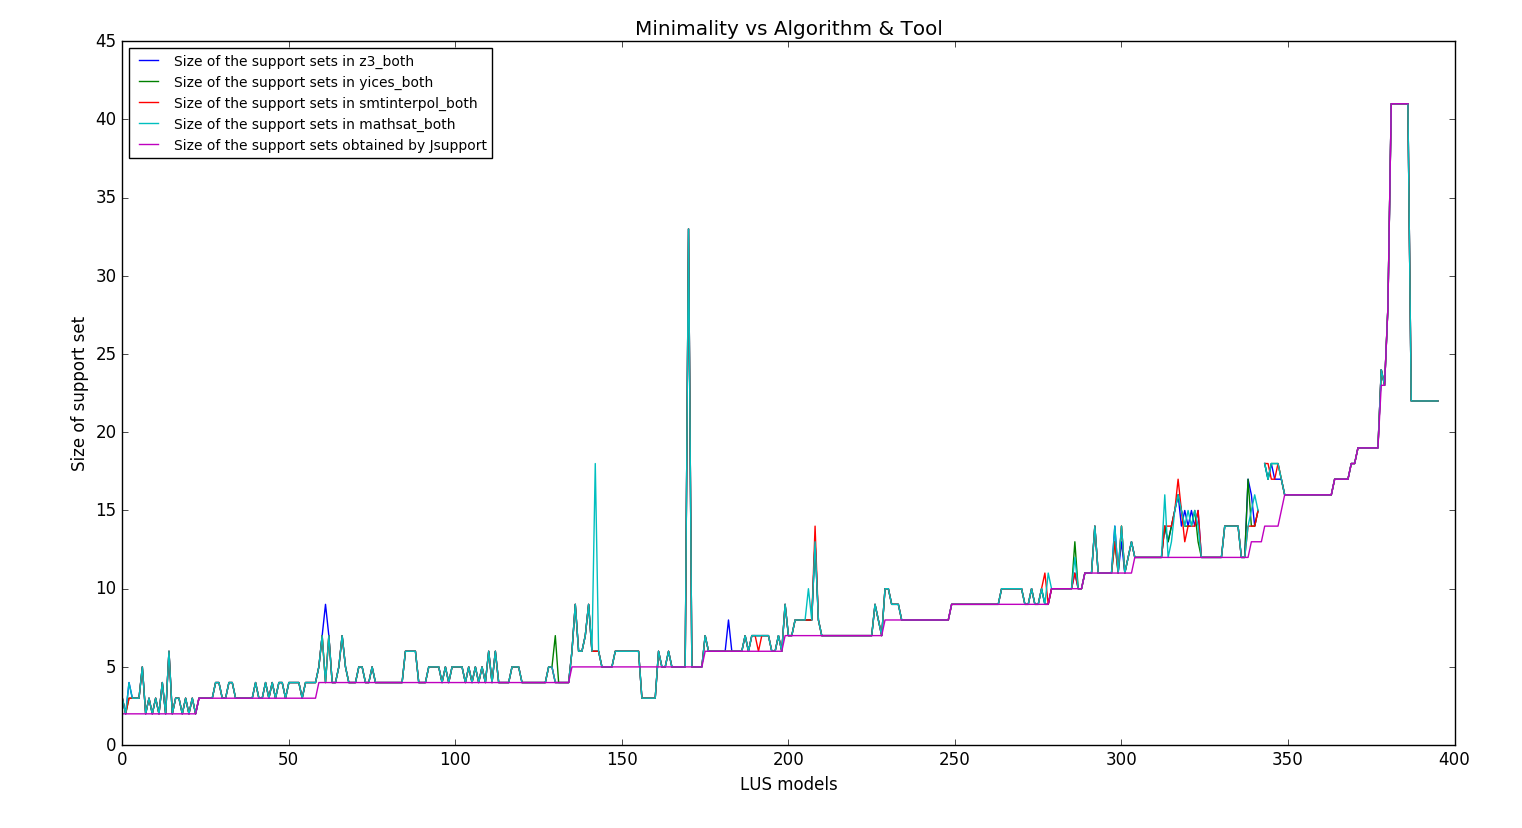 Minimality vs Algorithm & Tool
45
40
35
30
25
20
15
10
5
0
Size of support set
Size of the support sets in z3_both
Size of the support sets in yices_both
Size of the support sets in smtinterpol_both
Size of the support sets in mathsat_both
Size of the support sets obtained by Jsupport
0 50 100 150 200 250 300 350 400
LUS models